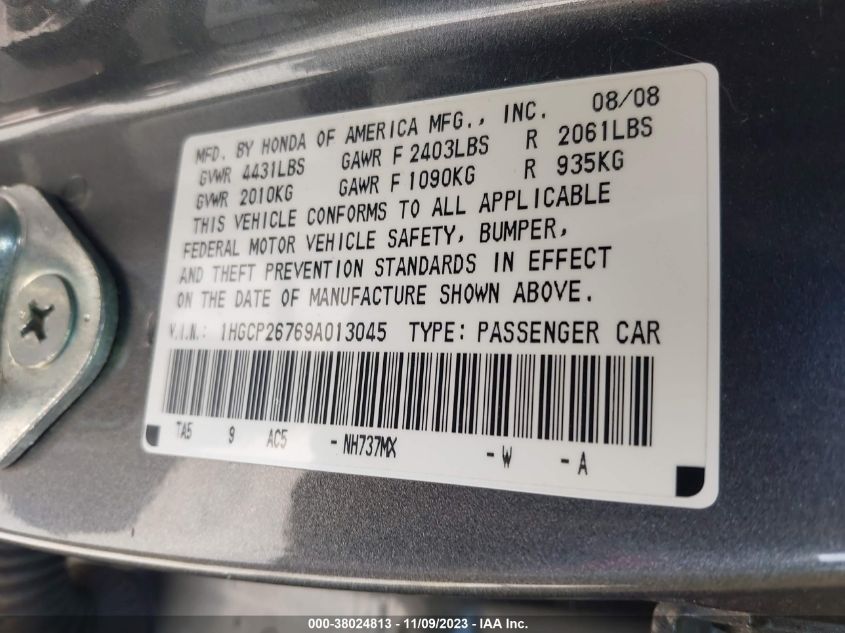 MFD. BY HONDA OF AMERICA MFG., INC. 08/08
GVWR 4431LBS GAWR F 2403LBS R 2061LBS
GVWR 2010KG GAWR F 1090KG R 935KG
THIS VEHICLE CONFORMS TO ALL APPLICABLE
FEDERAL MOTOR VEHICLE SAFETY, BUMPER,
AND THEFT PREVENTION STANDARDS IN EFFECT
ON THE DATE OF MANUFACTURE SHOWN ABOVE.
V.I.N.: 1HGCP26769A013045 TYPE: PASSENGER CAR
TA5 9 AC5 -NH737MX -W -A
000-38024813 - 11/09/2023 - IAA Inc.